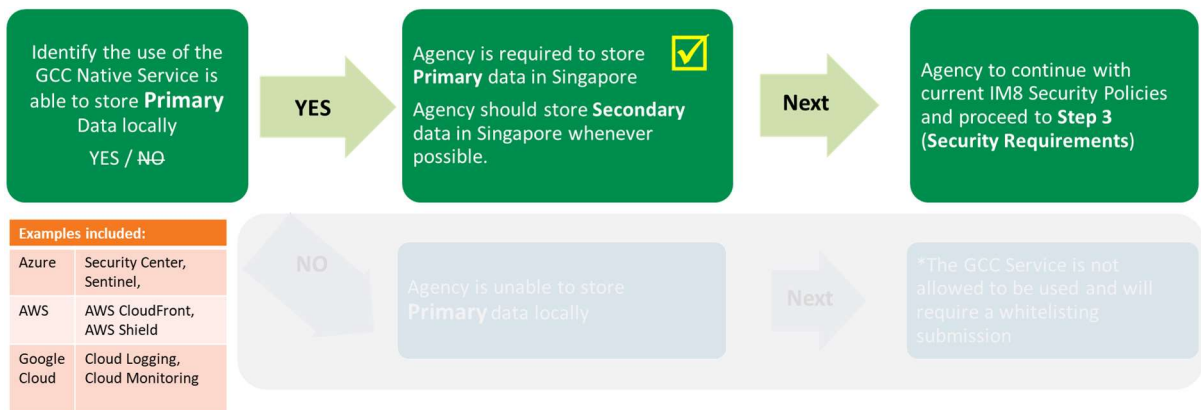 Identify the use of the
GCC Native Service is
able to store Primary
Data locally
YES / NO
YES
Agency is required to store
Primary data in Singapore
Agency should store Secondary
data in Singapore whenever
possible.
Next
Agency to continue with
current IM8 Security Policies
and proceed to Step 3
(Security Requirements)
Examples included:
Azure
Security Center,
Sentinel,
AWS
AWS CloudFront,
AWS Shield
Google
Cloud
Cloud Logging,
Cloud Monitoring
NO
Agency is unable to store
Primary data locally
Next
*The GCC Service is not
allowed to be used and will
require a whitelisting
submission